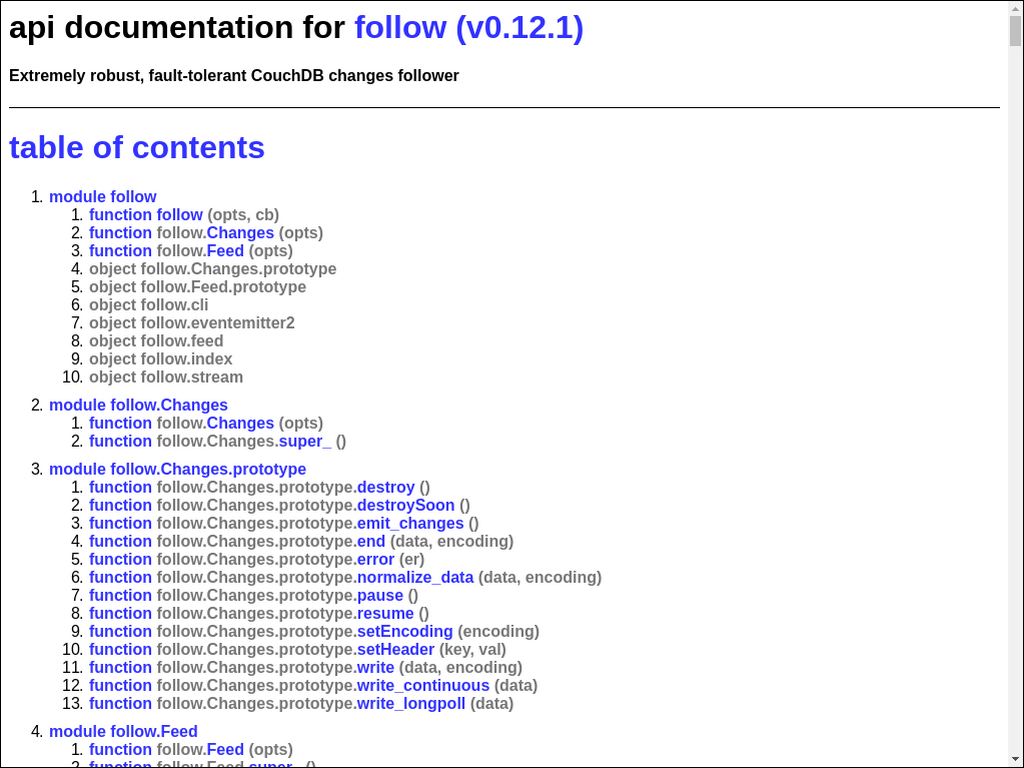 api documentation for follow (v0.12.1)
Extremely robust, fault-tolerant CouchDB changes follower
table of contents
1. module follow
1. function follow (opts, cb)
2. function follow.Changes (opts)
3. function follow.Feed (opts)
4. object follow.Changes.prototype
5. object follow.Feed.prototype
6. object follow.cli
7. object follow.eventemitter2
8. object follow.feed
9. object follow.index
10. object follow.stream
2. module follow.Changes
1. function follow.Changes (opts)
2. function follow.Changes.super_ ()
3. module follow.Changes.prototype
1. function follow.Changes.prototype.destroy ()
2. function follow.Changes.prototype.destroySoon ()
3. function follow.Changes.prototype.emit_changes ()
4. function follow.Changes.prototype.end (data, encoding)
5. function follow.Changes.prototype.error (er)
6. function follow.Changes.prototype.normalize_data (data, encoding)
7. function follow.Changes.prototype.pause ()
8. function follow.Changes.prototype.resume ()
9. function follow.Changes.prototype.setEncoding (encoding)
10. function follow.Changes.prototype.setHeader (key, val)
11. function follow.Changes.prototype.write (data, encoding)
12. function follow.Changes.prototype.write_continuous (data)
13. function follow.Changes.prototype.write_longpoll (data)
4. module follow.Feed
1. function follow.Feed (opts)
2. function follow.Feed.super_ ()